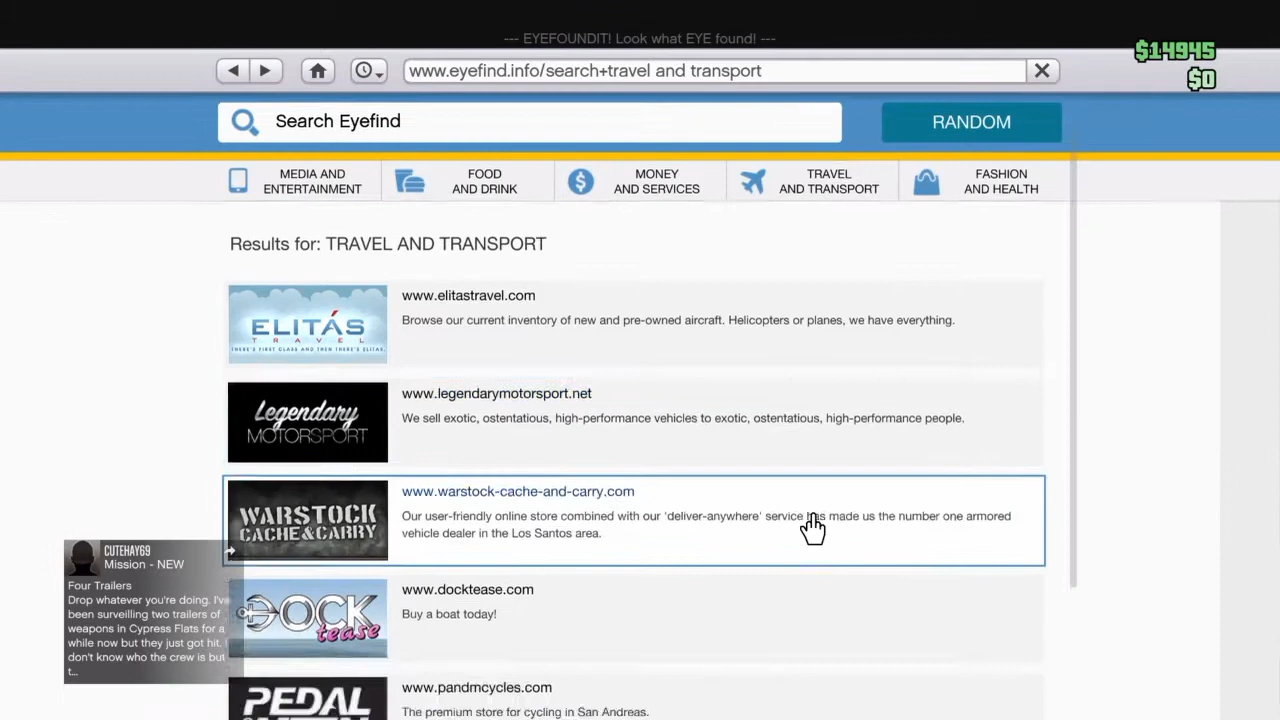 --- EYEFOUNDIT! Look what EYE found! ---
$14945
$0
www.eyefind.info/search+travel and transport
Search Eyefind
RANDOM
MEDIA AND
ENTERTAINMENT
FOOD
AND DRINK
MONEY
AND SERVICES
TRAVEL
AND TRANSPORT
FASHION
AND HEALTH
Results for: TRAVEL AND TRANSPORT
ELITÁS
TRAVEL
THERE'S FIRST CLASS AND THEN THERE'S ELITÁS.
www.elitastravel.com
Browse our current inventory of new and pre-owned aircraft. Helicopters or planes, we have everything.
Legendary
MOTORSPORT
www.legendarymotorsport.net
We sell exotic, ostentatious, high-performance vehicles to exotic, ostentatious, high-performance people.
WARSTOCK
CACHE & CARRY
www.warstock-cache-and-carry.com
Our user-friendly online store combined with our 'deliver-anywhere' service has made us the number one armored
vehicle dealer in the Los Santos area.
CUTEHAY69
Mission - NEW
Four Trailers
Drop whatever you're doing. I've
been surveilling two trailers of
weapons in Cypress Flats for a
while now but they just got hit. I
don't know who the crew is but
t...
DOCK
tease
www.docktease.com
Buy a boat today!
PEDAL
www.pandmcycles.com
The premium store for cycling in San Andreas.